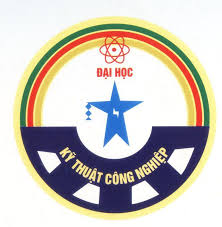 ĐẠI HỌC
KỸ THUẬT CÔNG NGHIỆP